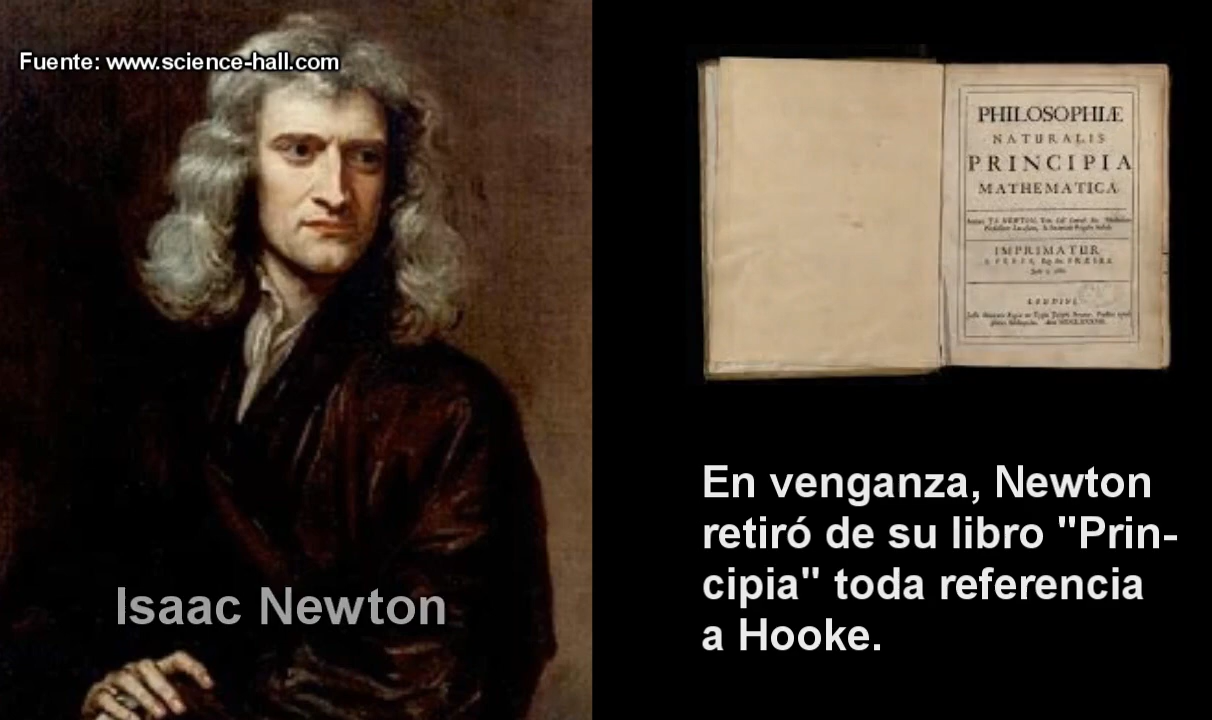 Fuente: www.science-hall.com
Isaac Newton
PHILOSOPHIÆ
NATURALIS
PRINCIPIA
MATHEMATICA
IMPRIMATUR
LONDINI
En venganza, Newton
retiró de su libro "Prin-
cipia" toda referencia
a Hooke.